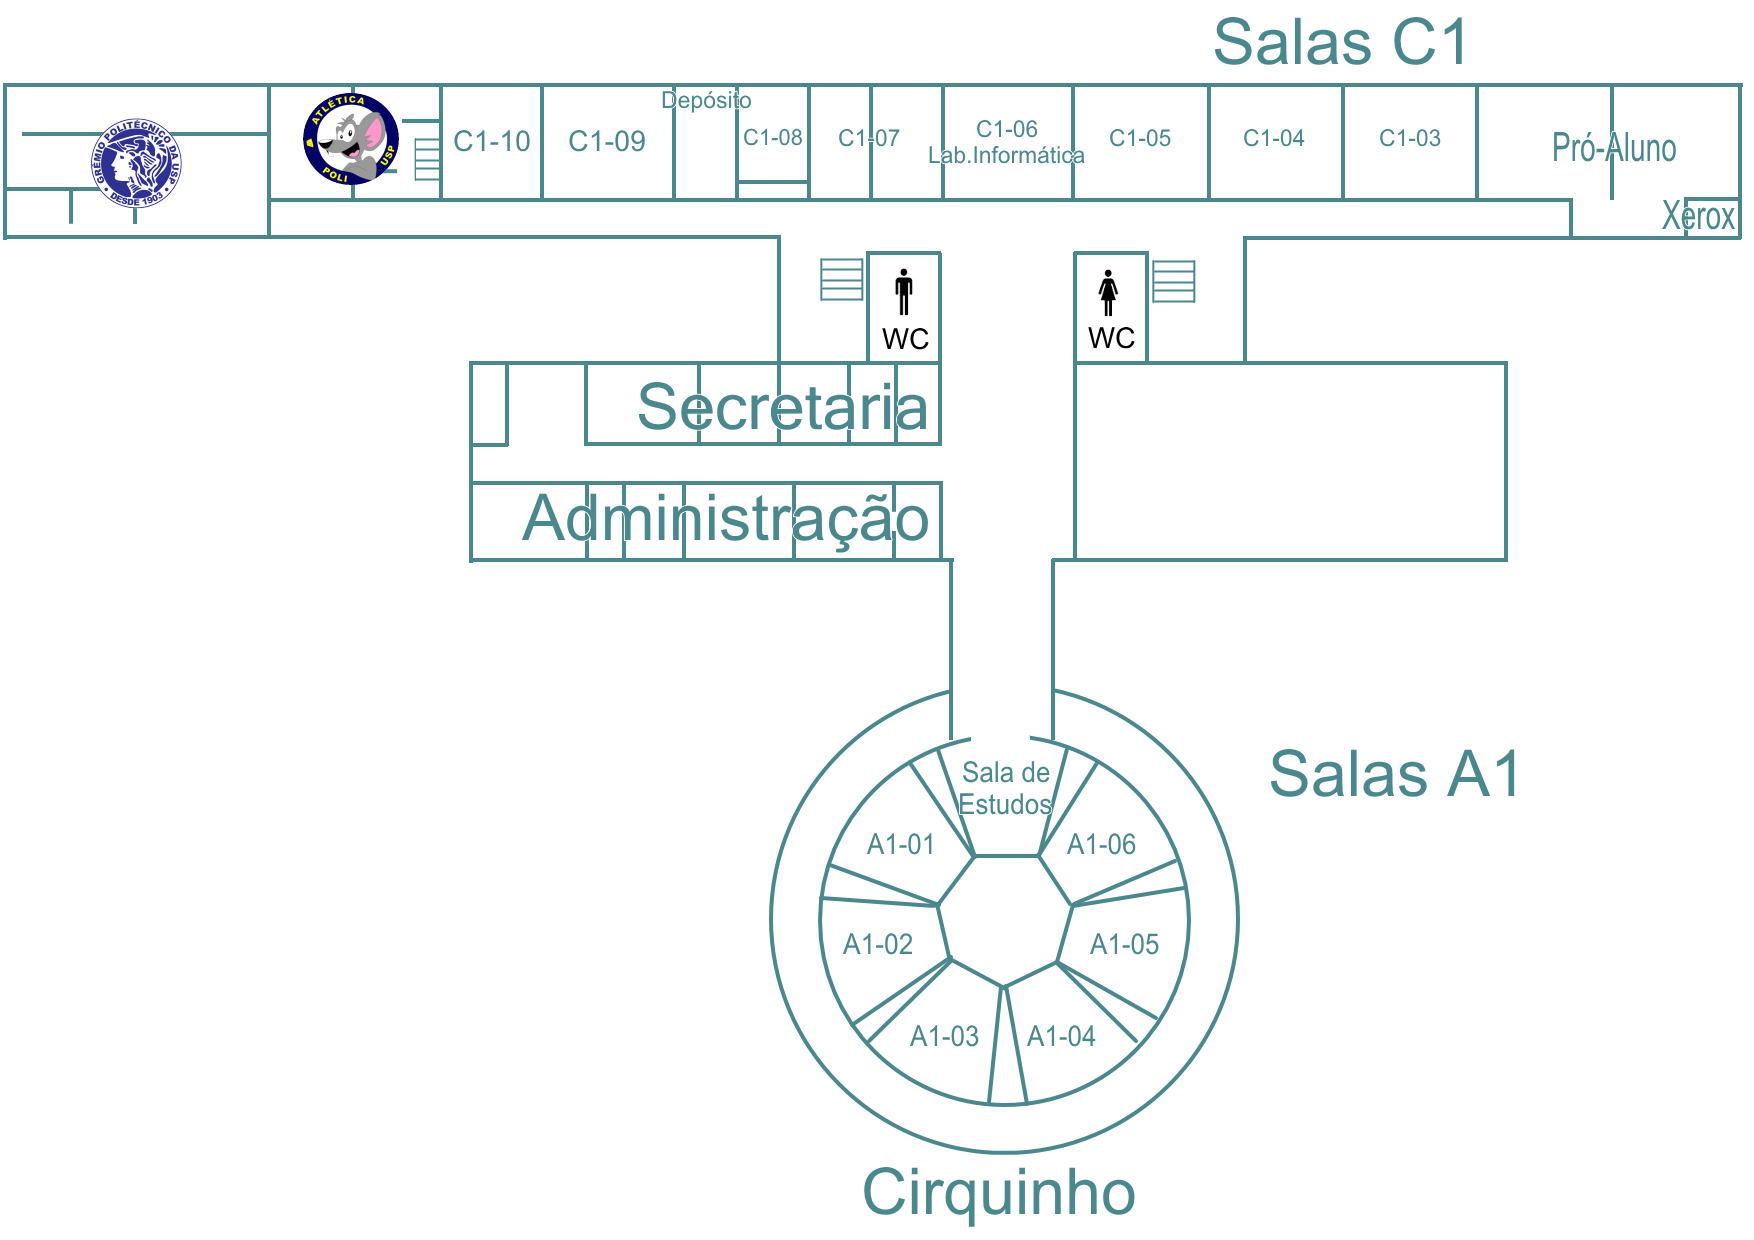 Salas C1
GRÊMIO POLITÉCNICO DA USP
• DESDE 1903 •
ATLÉTICA
POLI USP
C1-10
C1-09
Depósito
C1-08
C1-07
C1-06
Lab.Informática
C1-05
C1-04
C1-03
Pró-Aluno
Xerox
WC
WC
Secretaria
Administração
Sala de
Estudos
Salas A1
A1-01
A1-06
A1-02
A1-05
A1-03
A1-04
Cirquinho